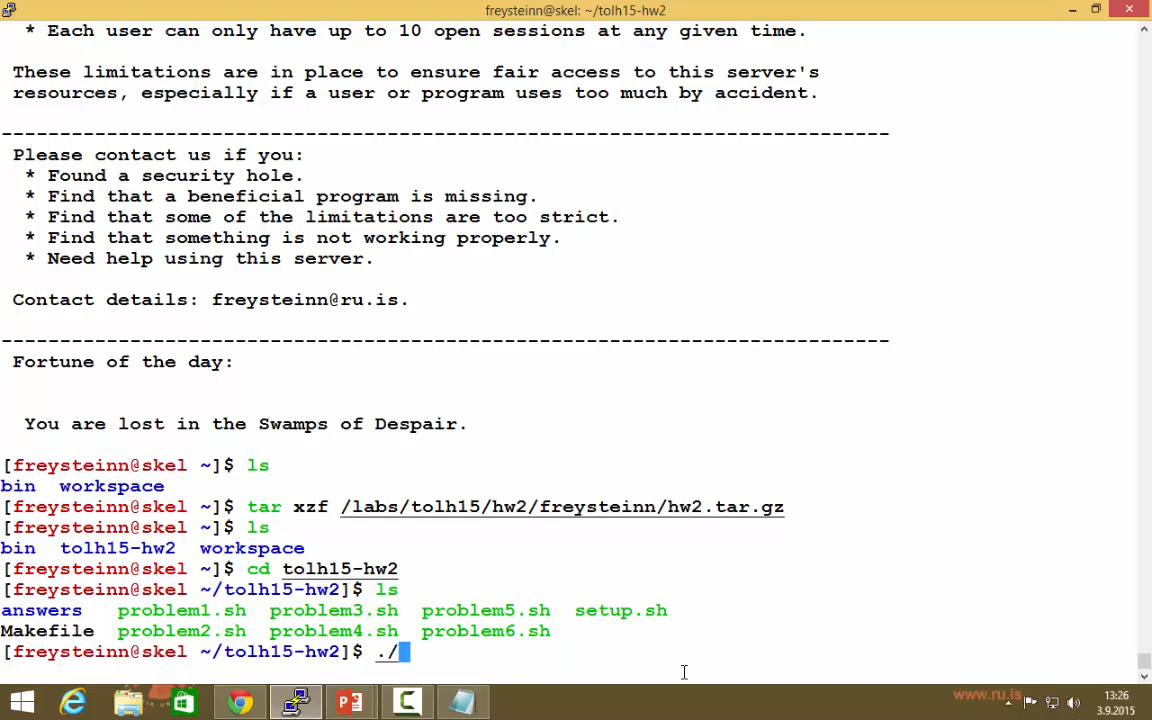 freysteinn@skel: ~/tolh15-hw2
* Each user can only have up to 10 open sessions at any given time.
These limitations are in place to ensure fair access to this server's
resources, especially if a user or program uses too much by accident.
----------------------------------------------------------------------------
Please contact us if you:
* Found a security hole.
* Find that a beneficial program is missing.
* Find that some of the limitations are too strict.
* Find that something is not working properly.
* Need help using this server.
Contact details: freysteinn@ru.is.
----------------------------------------------------------------------------
Fortune of the day:
You are lost in the Swamps of Despair.
[freysteinn@skel ~]$ ls
bin  workspace
[freysteinn@skel ~]$ tar xzf /labs/tolh15/hw2/freysteinn/hw2.tar.gz
[freysteinn@skel ~]$ ls
bin  tolh15-hw2  workspace
[freysteinn@skel ~]$ cd tolh15-hw2
[freysteinn@skel ~/tolh15-hw2]$ ls
answers   problem1.sh  problem3.sh  problem5.sh  setup.sh
Makefile  problem2.sh  problem4.sh  problem6.sh
[freysteinn@skel ~/tolh15-hw2]$ ./
www.ru.is
13:26
3.9.2015